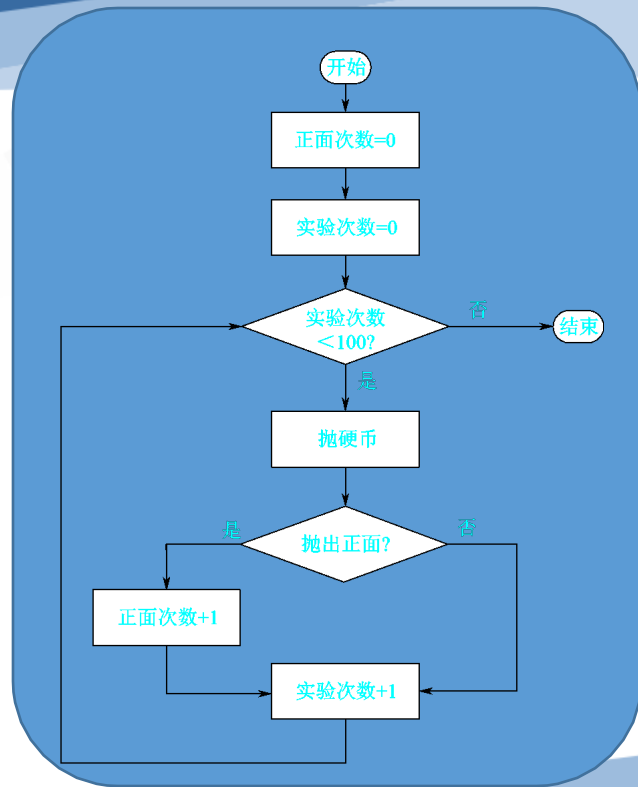 开始
正面次数=0
实验次数=0
实验次数
＜100?
否
结束
是
抛硬币
抛出正面?
是
否
正面次数+1
实验次数+1